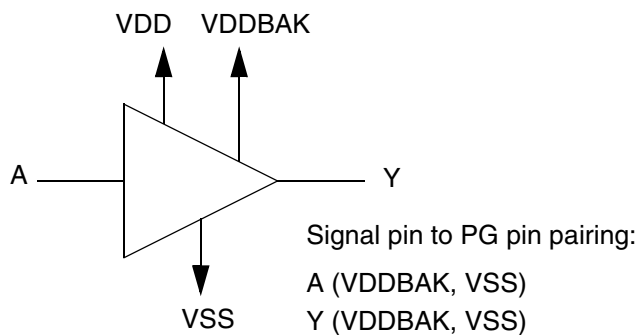 VDD VDDBAK
A
Y
Signal pin to PG pin pairing:
A (VDDBAK, VSS)
VSS
Y (VDDBAK, VSS)